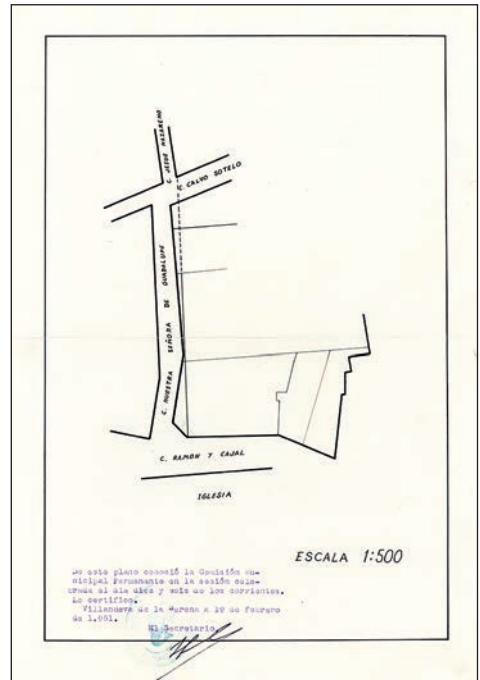 C. JESUS NAZARENO
C. CALVO SOTELO
C. NUESTRA SEÑORA DE GUADALUPE
C. RAMON Y CAJAL
IGLESIA
ESCALA 1:500
De este plano conoció la Comisión mu-
nicipal Permanente en la sesión cele-
brada el día diez y seis de los corrientes.
Lo certifico.
Villanueva de la Serena a 19 de febrero
de 1.961.
El Secretario,